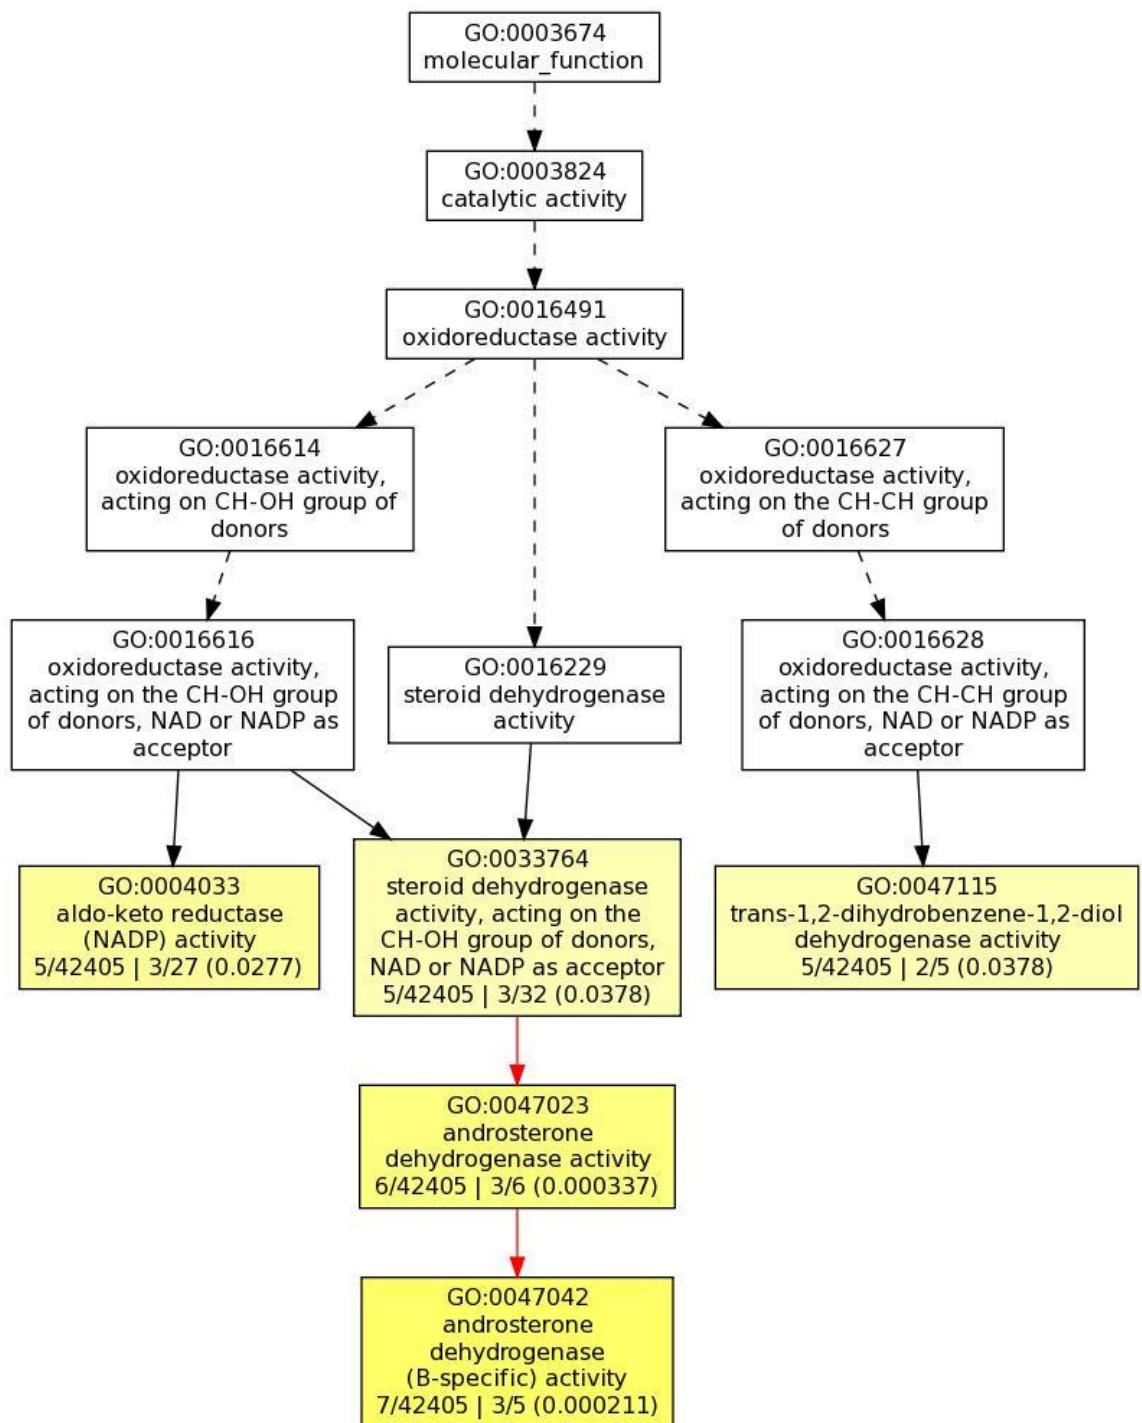 GO:0003674
molecular_function
GO:0003824
catalytic activity
GO:0016491
oxidoreductase activity
GO:0016614
oxidoreductase activity,
acting on CH-OH group of
donors
GO:0016627
oxidoreductase activity,
acting on the CH-CH group
of donors
GO:0016616
oxidoreductase activity,
acting on the CH-OH group
of donors, NAD or NADP as
acceptor
GO:0016229
steroid dehydrogenase
activity
GO:0016628
oxidoreductase activity,
acting on the CH-CH group
of donors, NAD or NADP as
acceptor
GO:0004033
aldo-keto reductase
(NADP) activity
5/42405 | 3/27 (0.0277)
GO:0033764
steroid dehydrogenase
activity, acting on the
CH-OH group of donors,
NAD or NADP as acceptor
5/42405 | 3/32 (0.0378)
GO:0047115
trans-1,2-dihydrobenzene-1,2-diol
dehydrogenase activity
5/42405 | 2/5 (0.0378)
GO:0047023
androsterone
dehydrogenase activity
6/42405 | 3/6 (0.000337)
GO:0047042
androsterone
dehydrogenase
(B-specific) activity
7/42405 | 3/5 (0.000211)